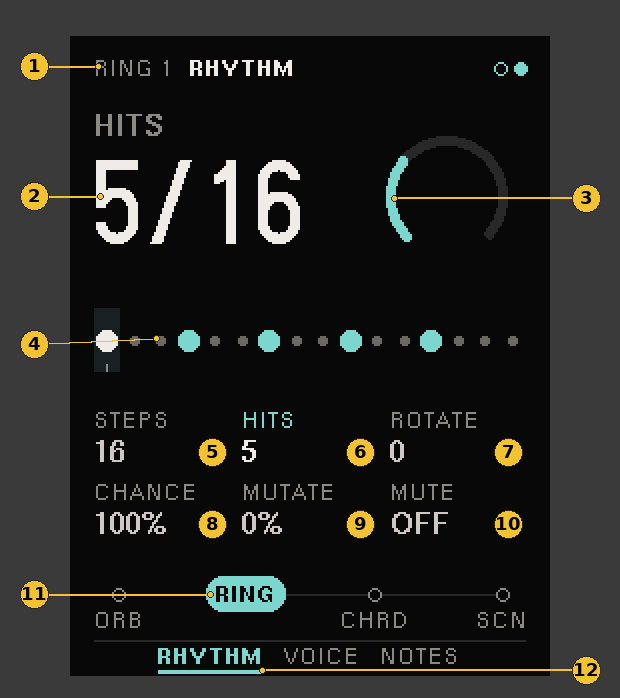 1 RING 1 RHYTHM
HITS
2 5/16 3
4
STEPS HITS ROTATE
16 5 5 6 0 7
CHANCE MUTATE MUTE
100% 8 0% 9 OFF 10
11 RING
ORB CHRD SCN
RHYTHM VOICE NOTES 12